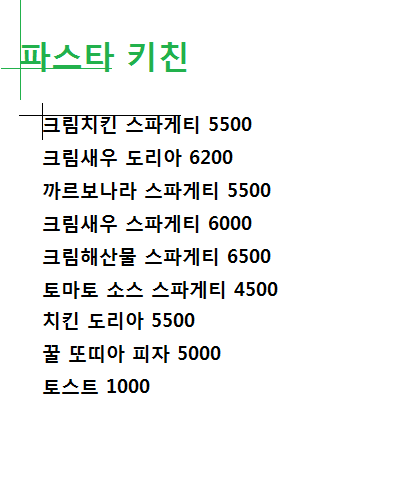 파스타 키친
크림치킨 스파게티 5500
크림새우 도리아 6200
까르보나라 스파게티 5500
크림새우 스파게티 6000
크림해산물 스파게티 6500
토마토 소스 스파게티 4500
치킨 도리아 5500
꿀 또띠아 피자 5000
토스트 1000